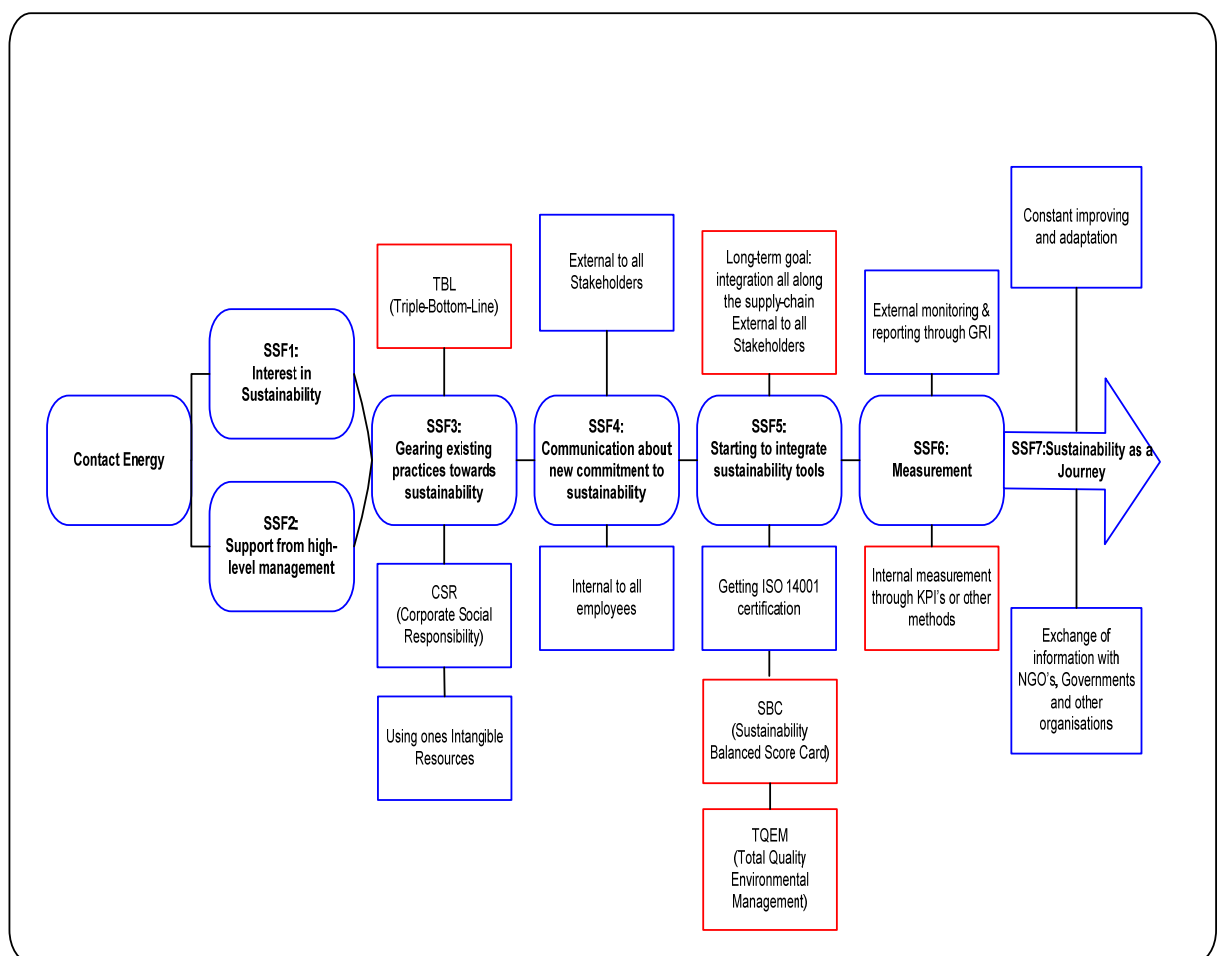 Contact Energy
SSF1:
Interest in
Sustainability
SSF2:
Support from high-
level management
TBL
(Triple-Bottom-Line)
SSF3:
Gearing existing
practices towards
sustainability
CSR
(Corporate Social
Responsibility)
Using ones Intangible
Resources
External to all
Stakeholders
SSF4:
Communication about
new commitment to
sustainability
Internal to all
employees
Long-term goal:
integration all along
the supply-chain
External to all
Stakeholders
SSF5:
Starting to integrate
sustainability tools
Getting ISO 14001
certification
SBC
(Sustainability
Balanced Score Card)
TQEM
(Total Quality
Environmental
Management)
External monitoring &
reporting through GRI
SSF6:
Measurement
Internal measurement
through KPI's or other
methods
Constant improving
and adaptation
SSF7:Sustainability as a
Journey
Exchange of
information with
NGO's, Governments
and other
organisations